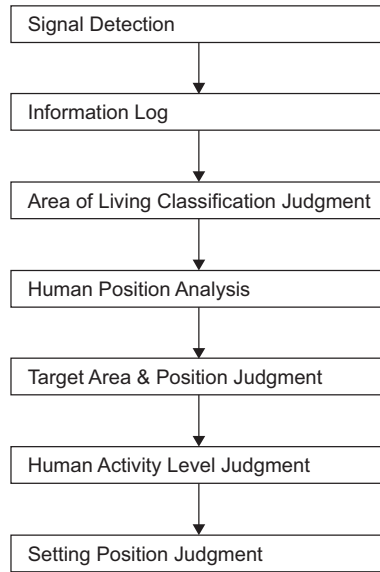 Signal Detection
Information Log
Area of Living Classification Judgment
Human Position Analysis
Target Area & Position Judgment
Human Activity Level Judgment
Setting Position Judgment